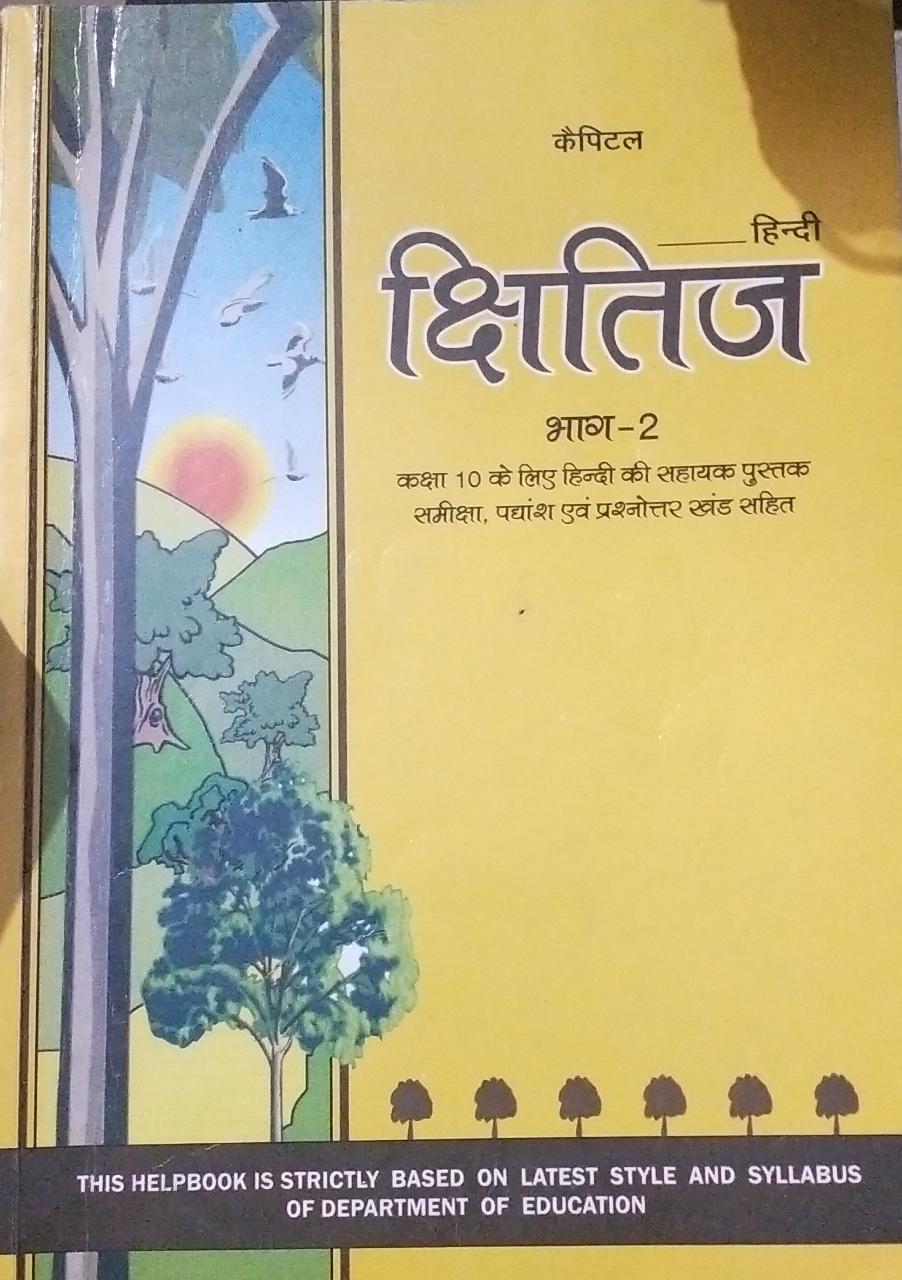 कैपिटल
______ हिन्दी
क्षितिज
भाग-2
कक्षा 10 के लिए हिन्दी की सहायक पुस्तक
समीक्षा, पद्यांश एवं प्रश्नोत्तर खंड सहित
THIS HELPBOOK IS STRICTLY BASED ON LATEST STYLE AND SYLLABUS
OF DEPARTMENT OF EDUCATION